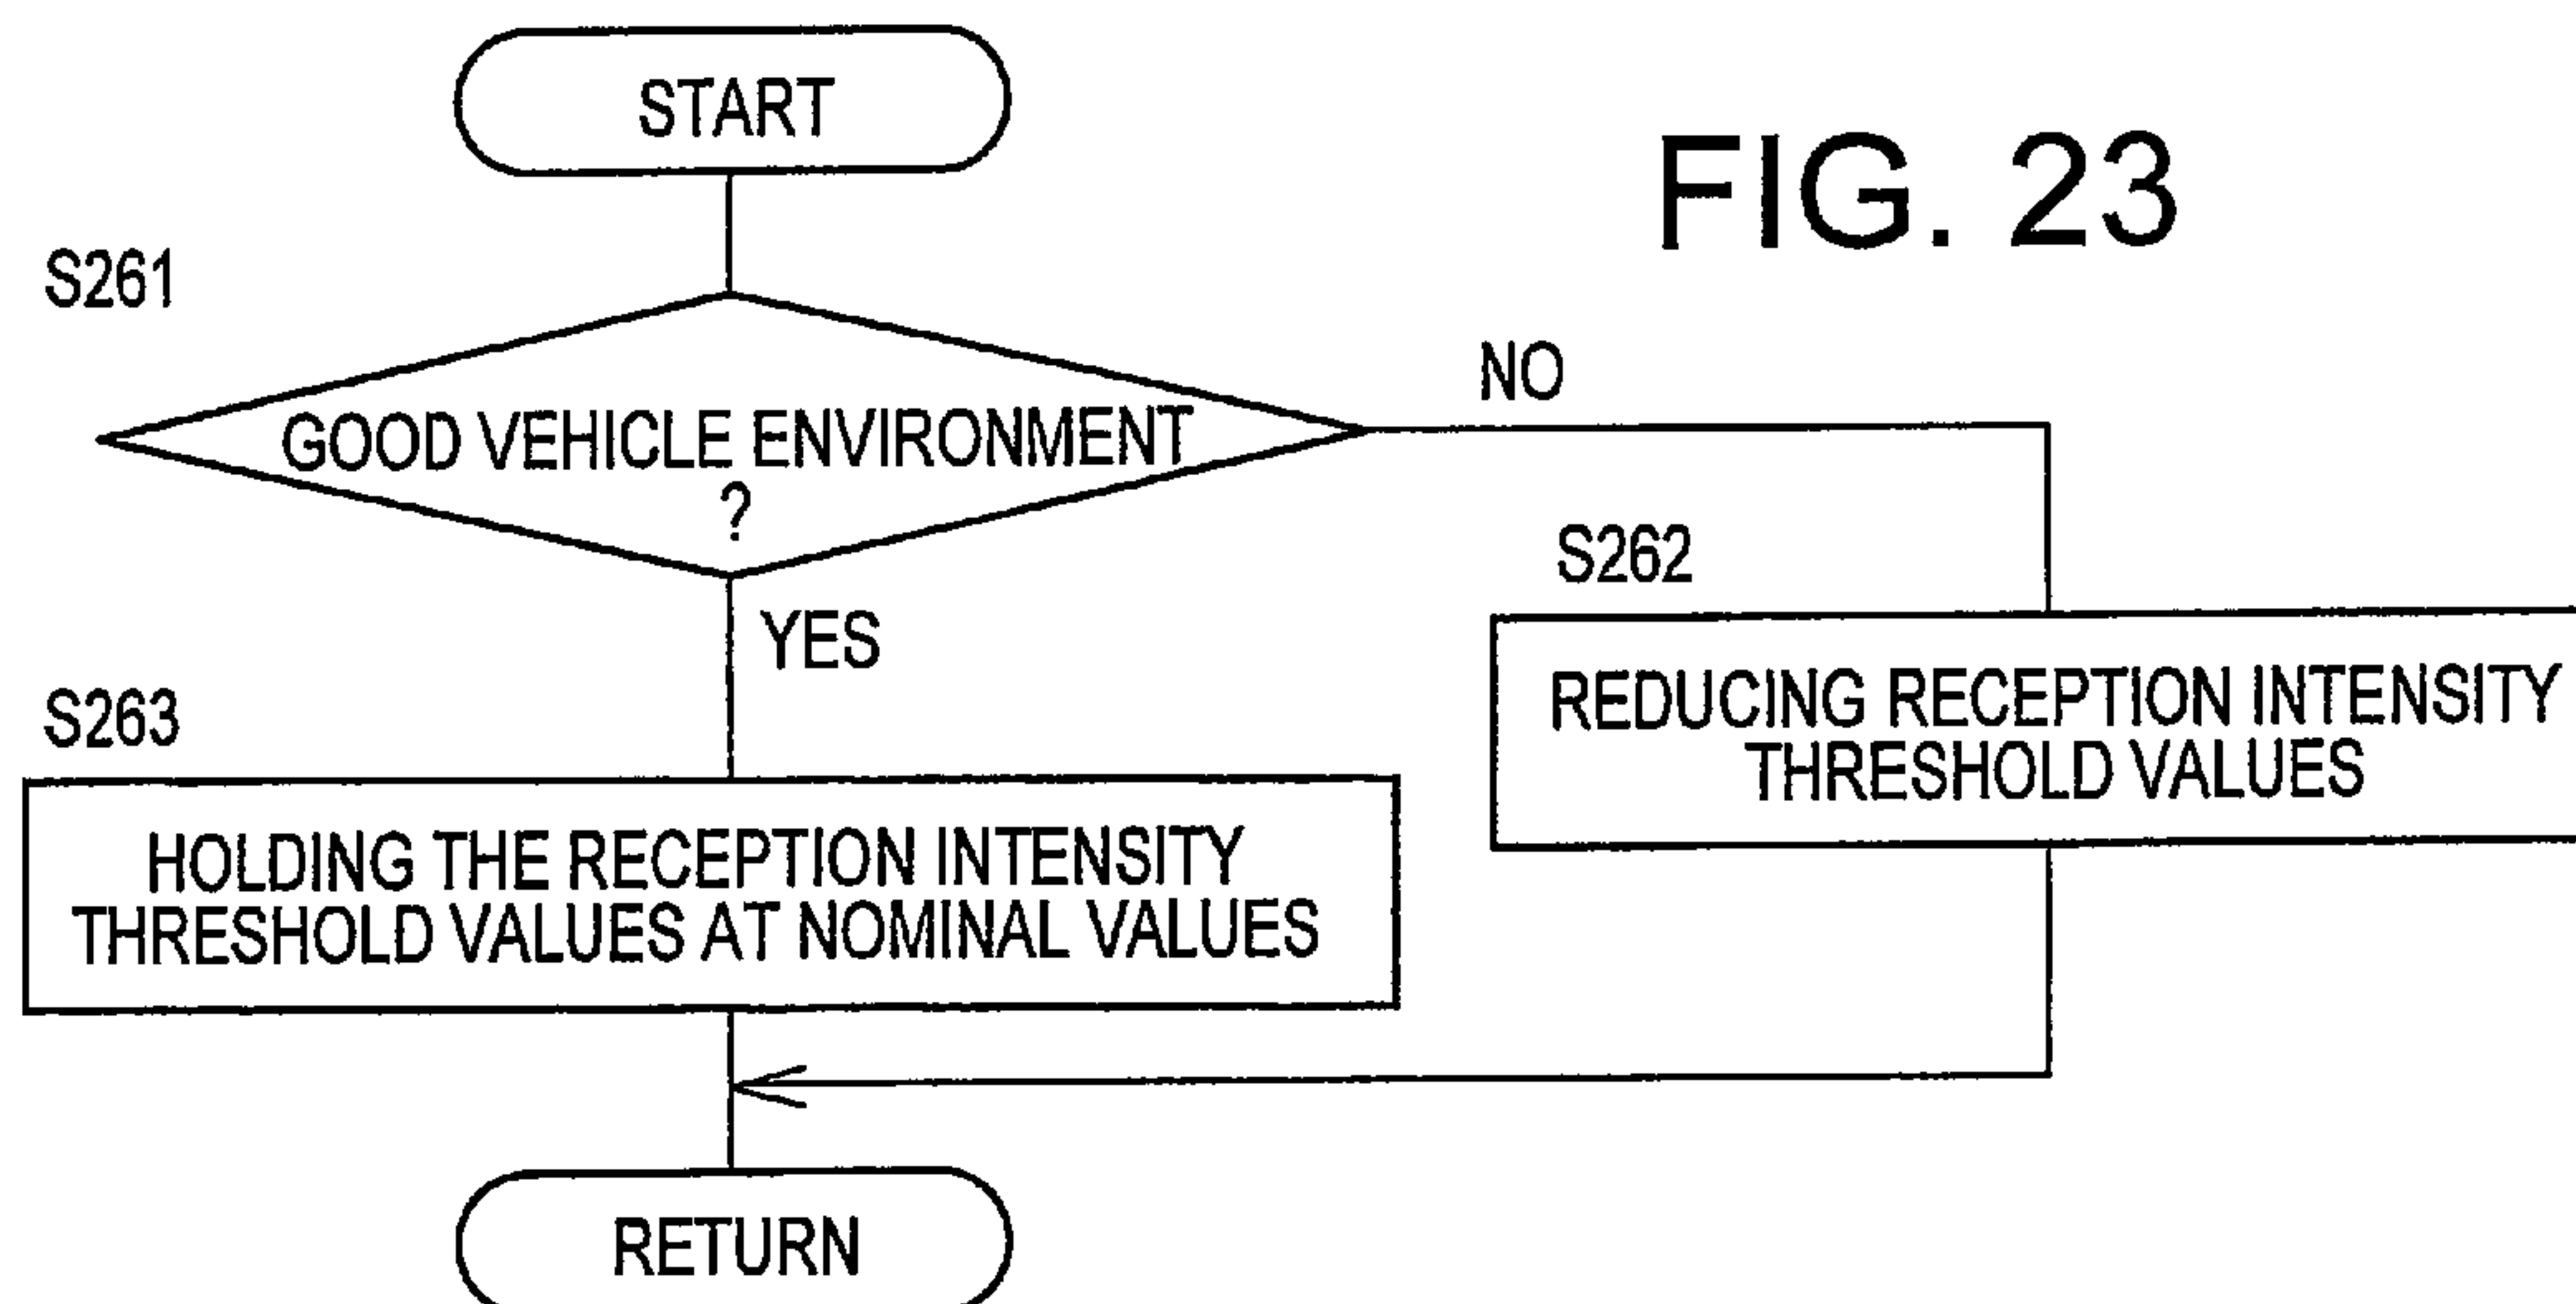 START
FIG. 23
S261
GOOD VEHICLE ENVIRONMENT
?
NO
YES
S262
REDUCING RECEPTION INTENSITY
THRESHOLD VALUES
S263
HOLDING THE RECEPTION INTENSITY
THRESHOLD VALUES AT NOMINAL VALUES
RETURN